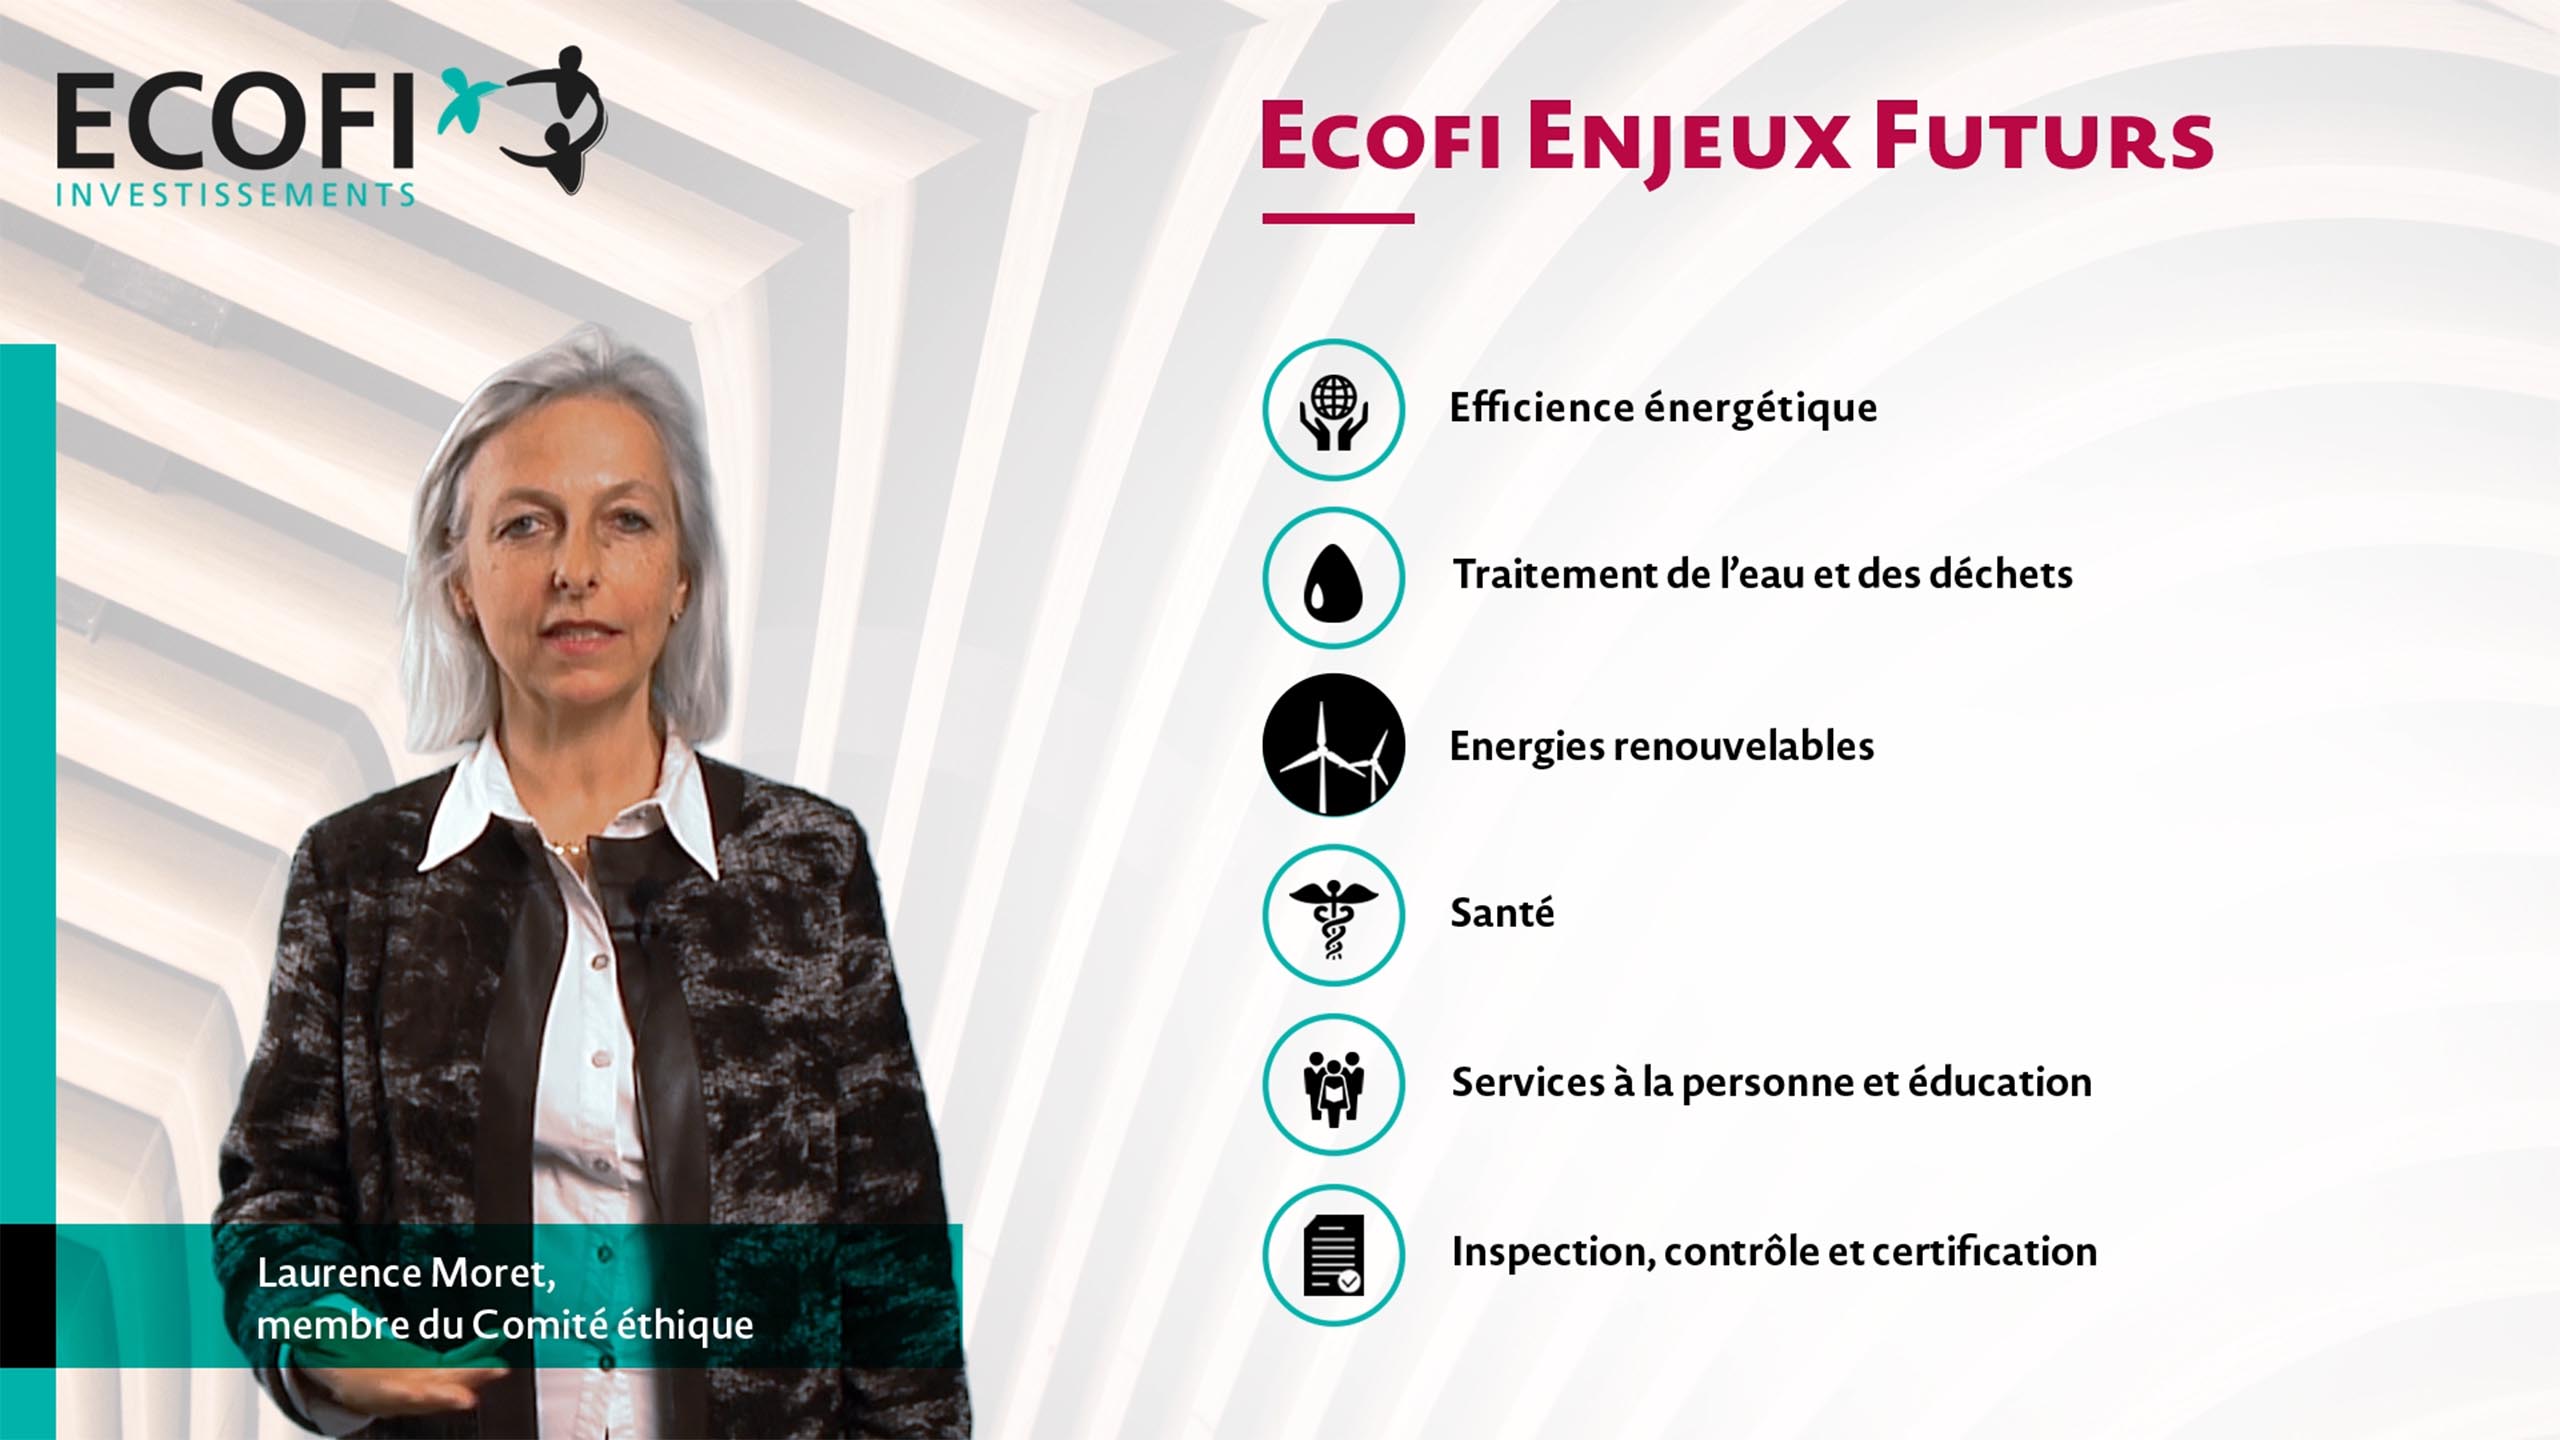 ECOFI
INVESTISSEMENTS
ECOFI ENJEUX FUTURS
Efficience énergétique
Traitement de l’eau et des déchets
Energies renouvelables
Santé
Services à la personne et éducation
Inspection, contrôle et certification
Laurence Moret,
membre du Comité éthique